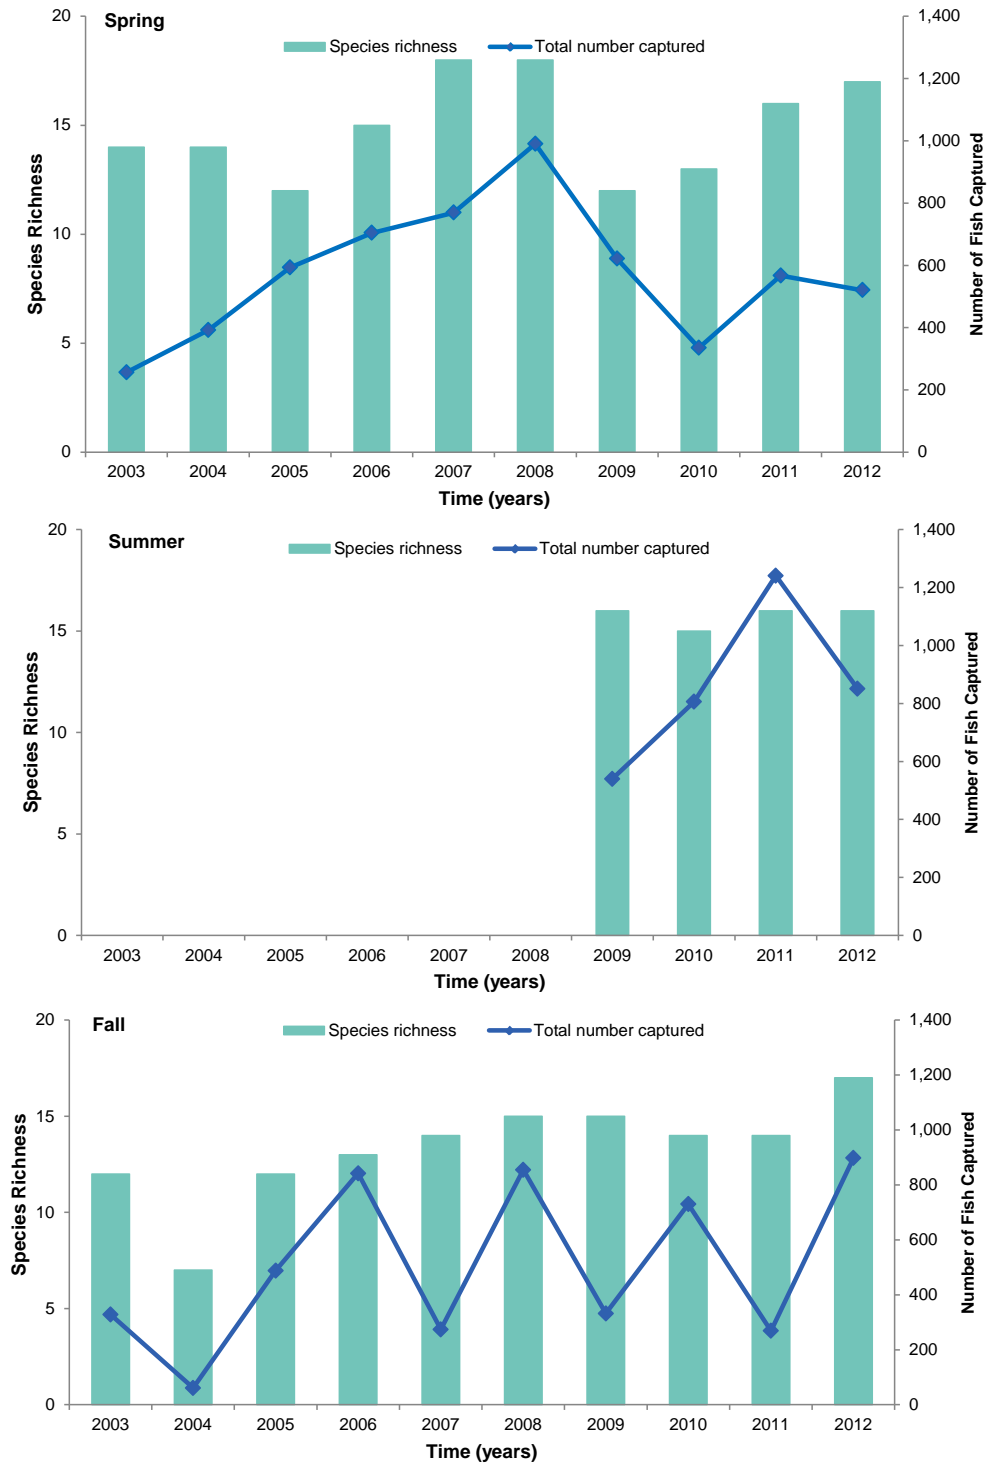 Spring
Species richness
Total number captured
20
15
10
5
0
Species Richness
1,400
1,200
1,000
800
600
400
200
0
Number of Fish Captured
2003 2004 2005 2006 2007 2008 2009 2010 2011 2012
Time (years)
Summer
Species richness
Total number captured
20
15
10
5
0
Species Richness
1,400
1,200
1,000
800
600
400
200
0
Number of Fish Captured
2003 2004 2005 2006 2007 2008 2009 2010 2011 2012
Time (years)
Fall
Species richness
Total number captured
20
15
10
5
0
Species Richness
1,400
1,200
1,000
800
600
400
200
0
Number of Fish Captured
2003 2004 2005 2006 2007 2008 2009 2010 2011 2012
Time (years)